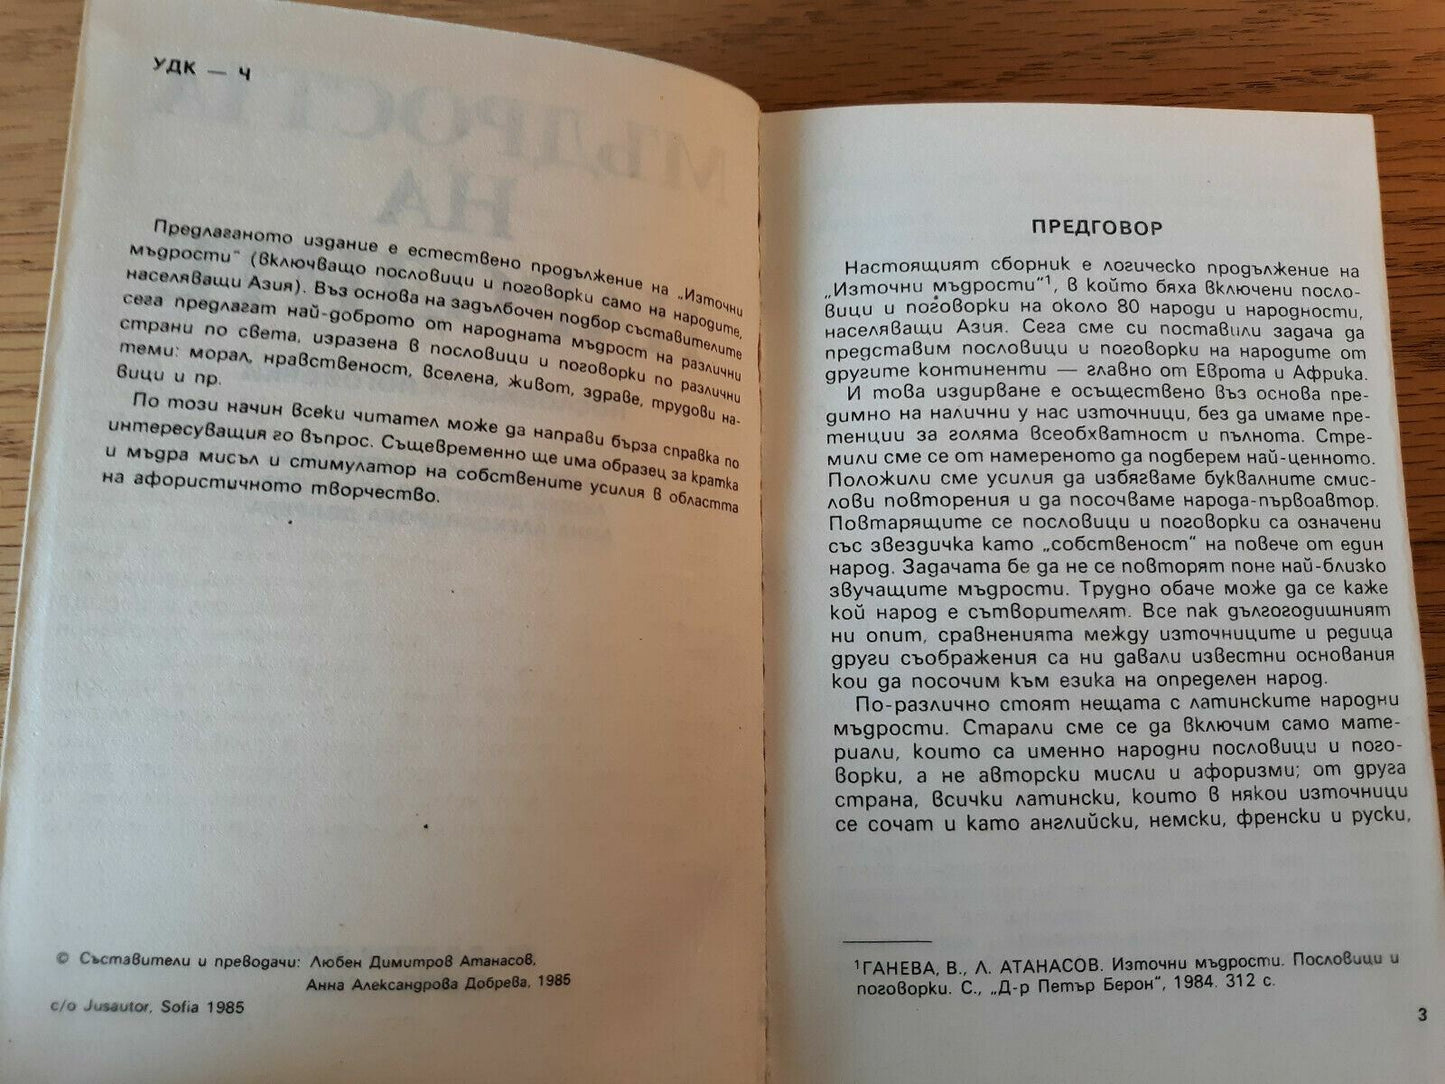 УДК — Ч
Предлаганото издание е естествено продължение на „Източни
мъдрости“ (включващо пословици и поговорки само на народите,
населяващи Азия). Въз основа на задълбочен подбор съставителите
сега предлагат най-доброто от народната мъдрост на различни
страни по света, изразена в пословици и поговорки по различни
теми: морал, нравственост, вселена, живот, здраве, трудови на-
вици и пр.
По този начин всеки читател може да направи бърза справка по
интересуващия го въпрос. Същевременно ще има образец за кратка
и мъдра мисъл и стимулатор на собствените усилия в областта
на афористичното творчество.
© Съставители и преводачи: Любен Димитров Атанасов,
Анна Александрова Добрева, 1985
c/o Jusautor, Sofia 1985
ПРЕДГОВОР
Настоящият сборник е логическо продължение на
„Източни мъдрости“¹, в който бяха включени посло-
вици и поговорки на около 80 народи и народности,
населяващи Азия. Сега сме си поставили задача да
представим пословици и поговорки на народите от
другите континенти — главно от Европа и Африка.
И това издирване е осъществено въз основа пре-
димно на налични у нас източници, без да имаме пре-
тенции за голяма всеобхватност и пълнота. Стре-
мили сме се от намереното да подберем най-ценното.
Положили сме усилия да избягваме буквалните смис-
лови повторения и да посочваме народа-първоавтор.
Повтарящите се пословици и поговорки са означени
със звездичка като „собственост“ на повече от един
народ. Задачата бе да не се повторят поне най-близко
звучащите мъдрости. Трудно обаче може да се каже
кой народ е сътворителят. Все пак дългогодишният
ни опит, сравненията между източниците и редица
други съображения са ни давали известни основания
кои да посочим към езика на определен народ.
По-различно стоят нещата с латинските народни
мъдрости. Старали сме се да включим само мате-
риали, които са именно народни пословици и пого-
ворки, а не авторски мисли и афоризми; от друга
страна, всички латински, които в някои източници
се сочат и като английски, немски, френски и руски,
¹ГАНЕВА, В., Л. АТАНАСОВ. Източни мъдрости. Пословици и
поговорки. С., „Д-р Петър Берон“, 1984. 312 с.
3